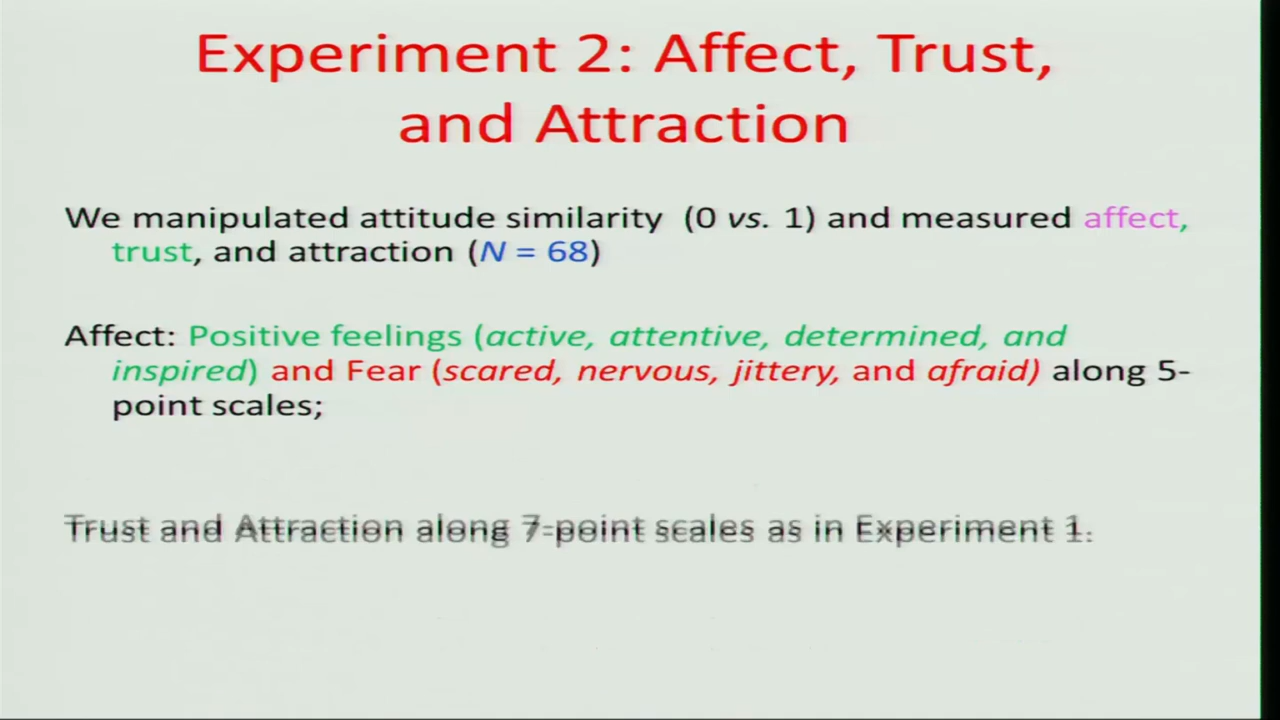 Experiment 2: Affect, Trust,
and Attraction
We manipulated attitude similarity (0 vs. 1) and measured affect,
trust, and attraction (N = 68)
Affect: Positive feelings (active, attentive, determined, and
inspired) and Fear (scared, nervous, jittery, and afraid) along 5-
point scales;
Trust and Attraction along 7-point scales as in Experiment 1.